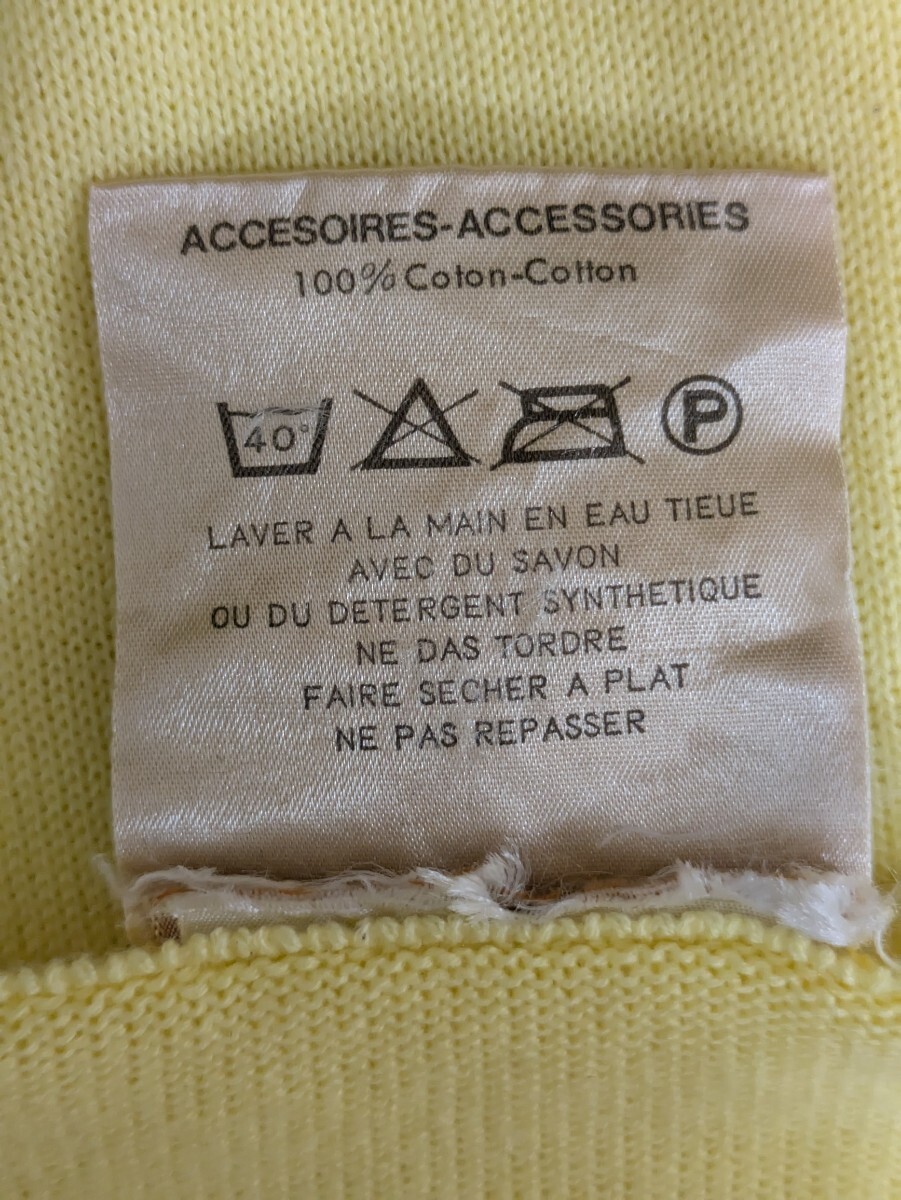 ACCESOIRES-ACCESSORIES
100% Coton-Cotton
40° P
LAVER A LA MAIN EN EAU TIEUE
AVEC DU SAVON
OU DU DETERGENT SYNTHETIQUE
NE DAS TORDRE
FAIRE SECHER A PLAT
NE PAS REPASSER